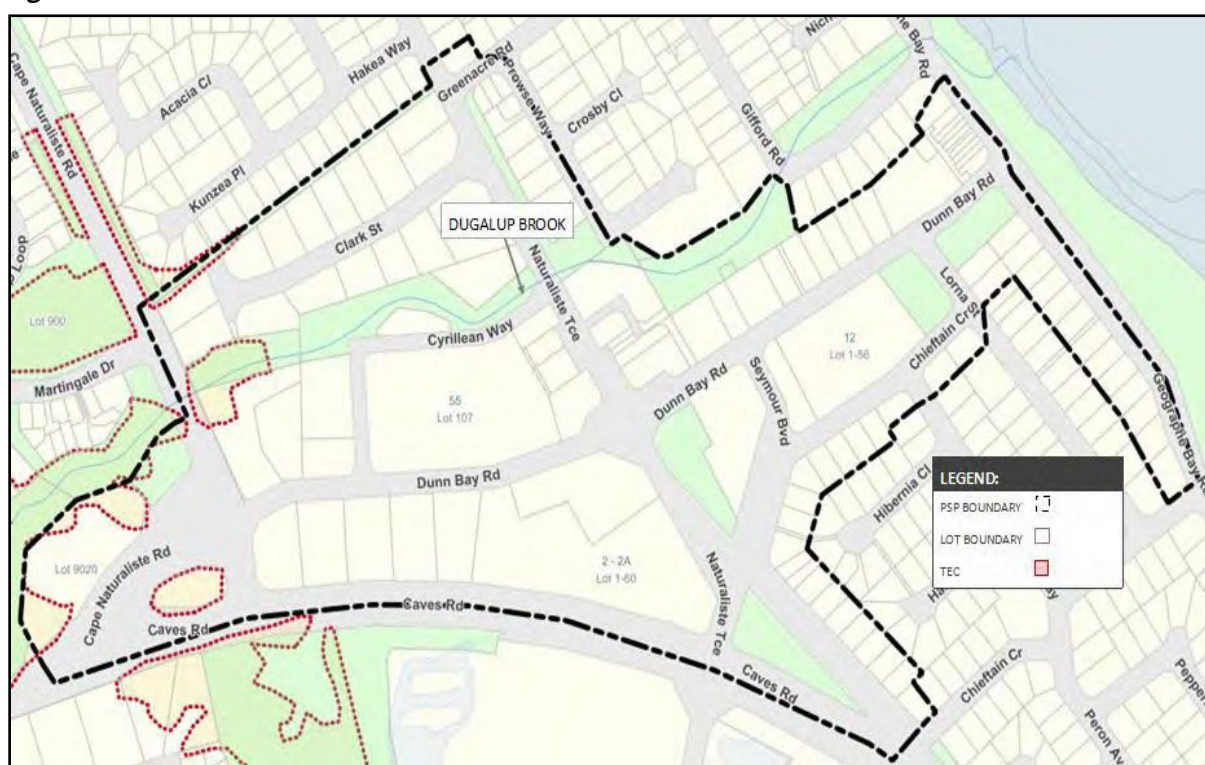 Cape Naturaliste Rd
Acacia Cl
Hakea Way
Greenacre Rd
Prowse Way
Crosby Cl
Gifford Rd
Bay Rd
Kunzea Pl
Clark St
DUGALUP BROOK
Naturaliste Tce
Dunn Bay Rd
Loop
Lot 900
Martingale Dr
Cyrillean Way
55
Lot 107
Dunn Bay Rd
Dunn Bay Rd
Seymour Bvd
12
Lot 1-56
Lorna St
Chieftain Cr
Geographe Bay
Hibernia Cl
LEGEND:
PSP BOUNDARY
LOT BOUNDARY
TEC
Lot 9020
Cape Naturaliste Rd
2 - 2A
Lot 1-60
Naturaliste Tce
Caves Rd
Caves Rd
Caves Rd
Chieftain Cr
Peron Av